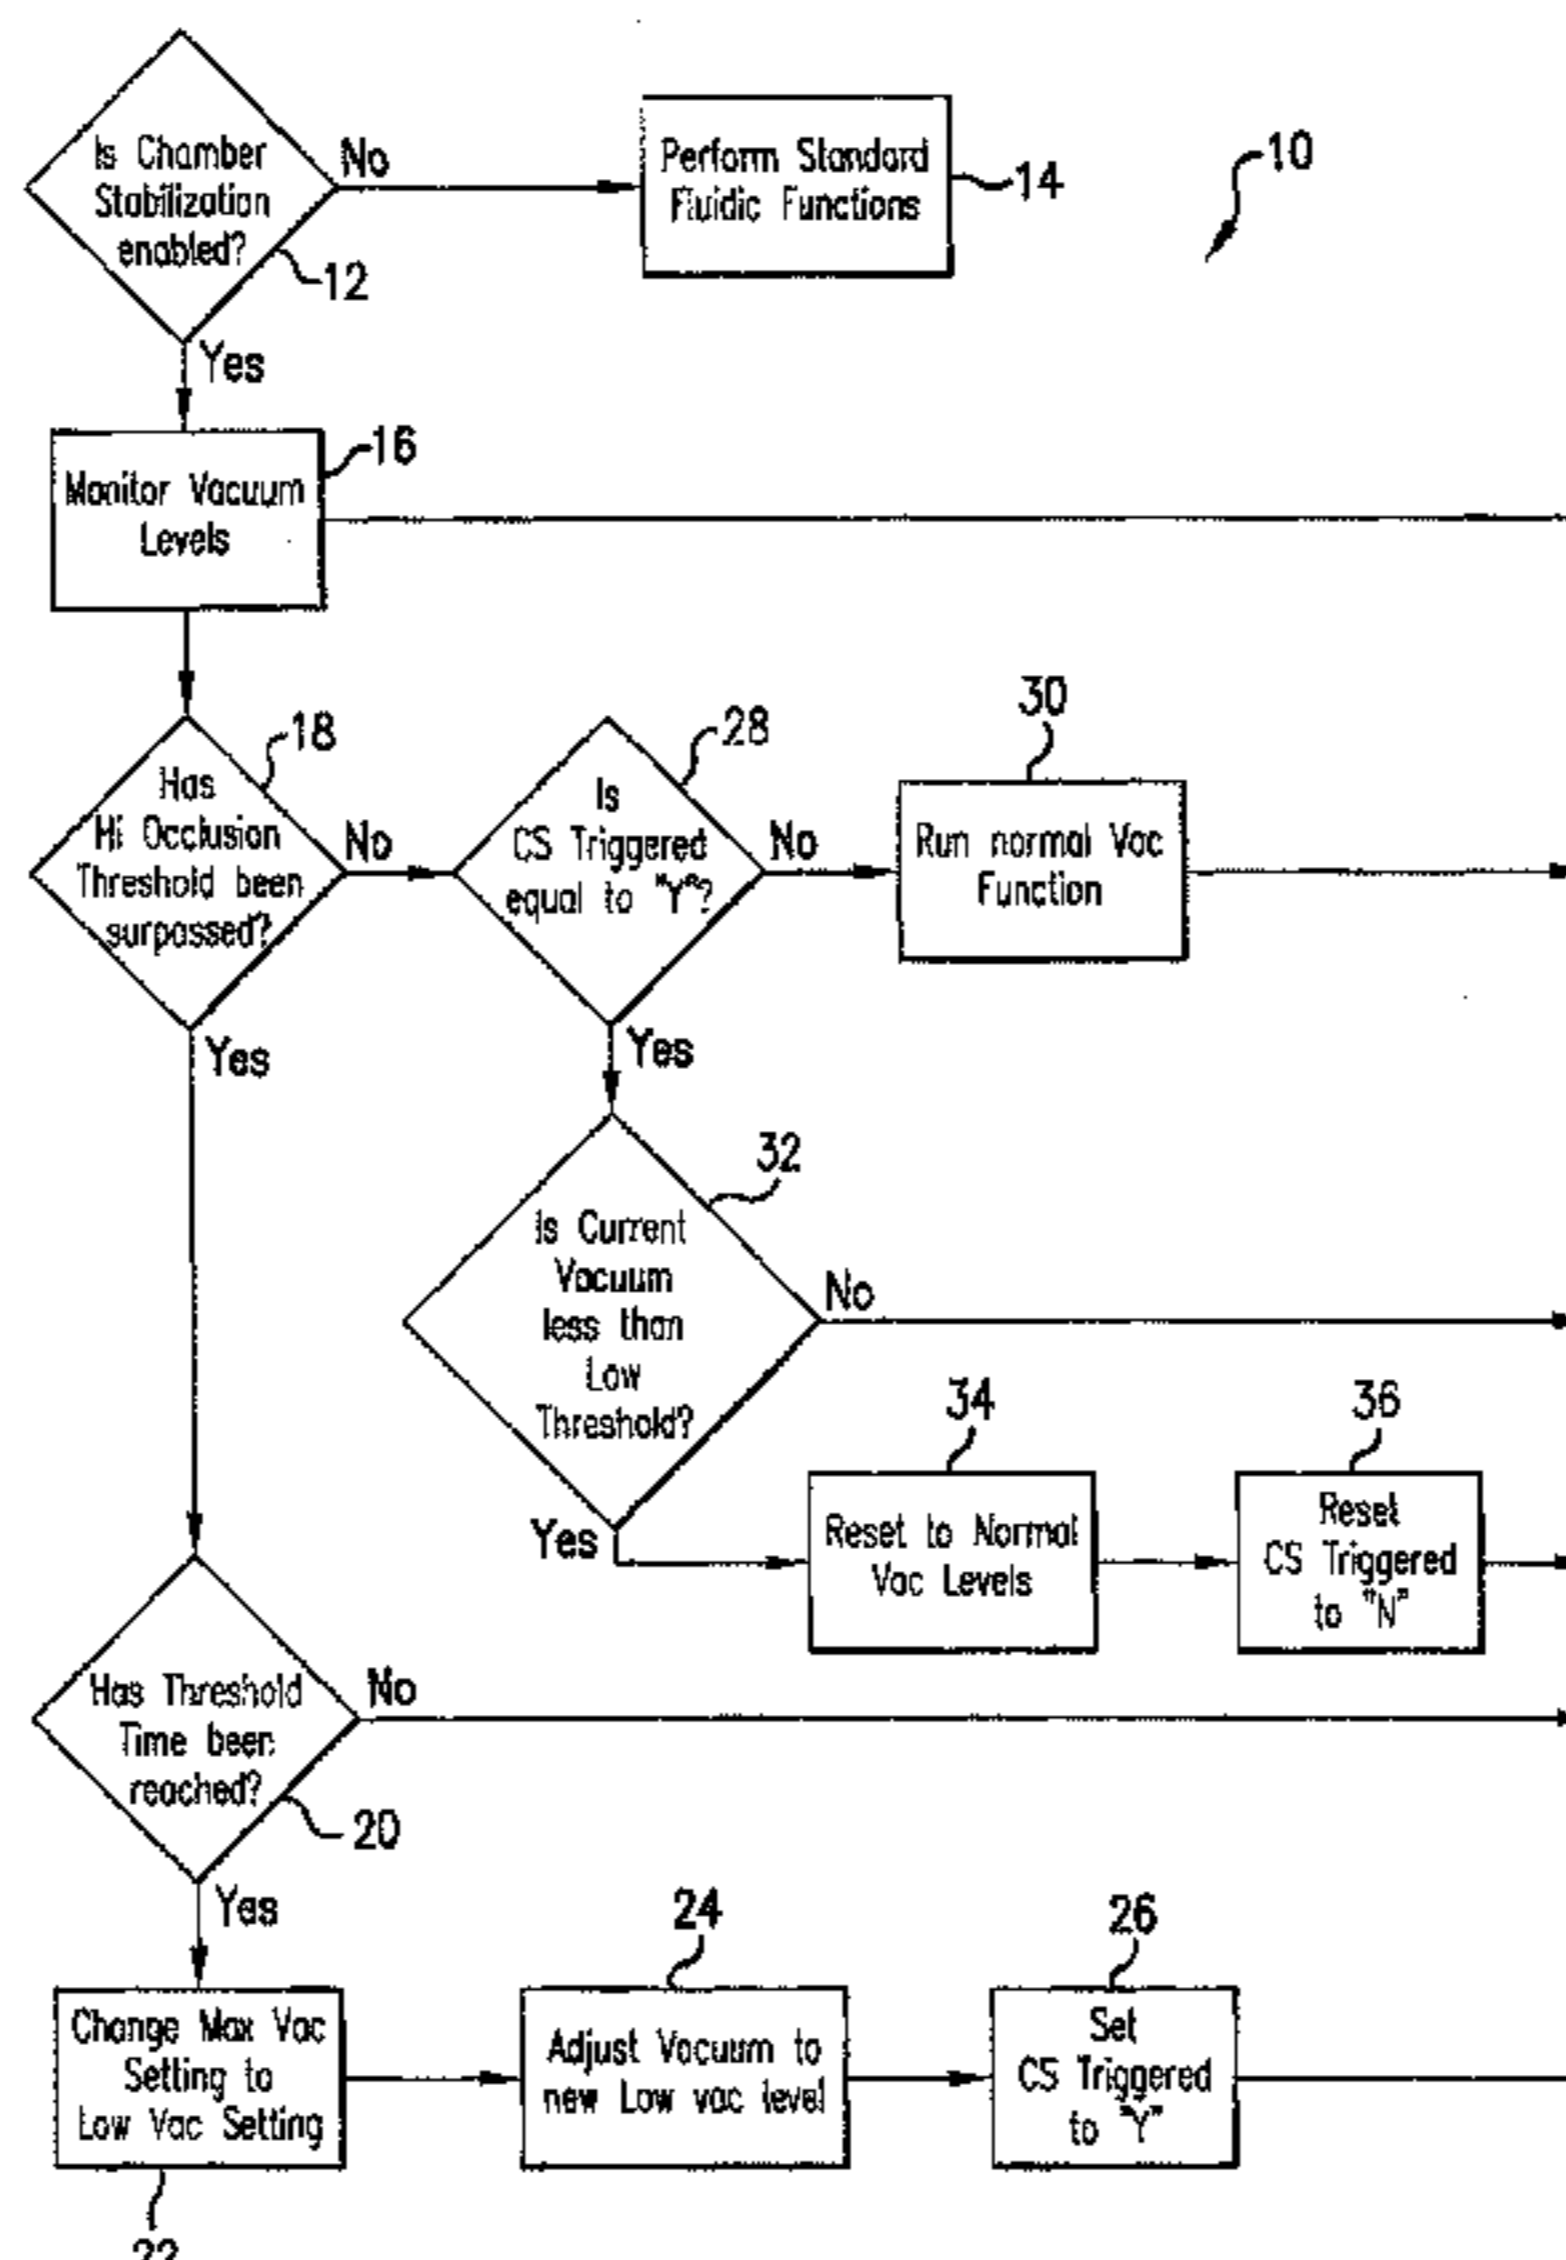 Is Chamber
Stabilization
enabled?
No
12
Yes
Perform Standard
Fluidic Functions
14
10
Monitor Vacuum
Levels
16
Has
Hi Occlusion
Threshold been
surpassed?
18
No
Yes
Is
CS Triggered
equal to "Y"?
28
No
Yes
Run normal Vac
Function
30
Is Current
Vacuum
less than
Low
Threshold?
32
No
Yes
Reset to Normal
Vac Levels
34
Reset
CS Triggered
to "N"
36
Has Threshold
Time been
reached?
No
20
Yes
Change Max Vac
Setting to
Low Vac Setting
22
Adjust Vacuum to
new Low vac level
24
Set
CS Triggered
to "Y"
26